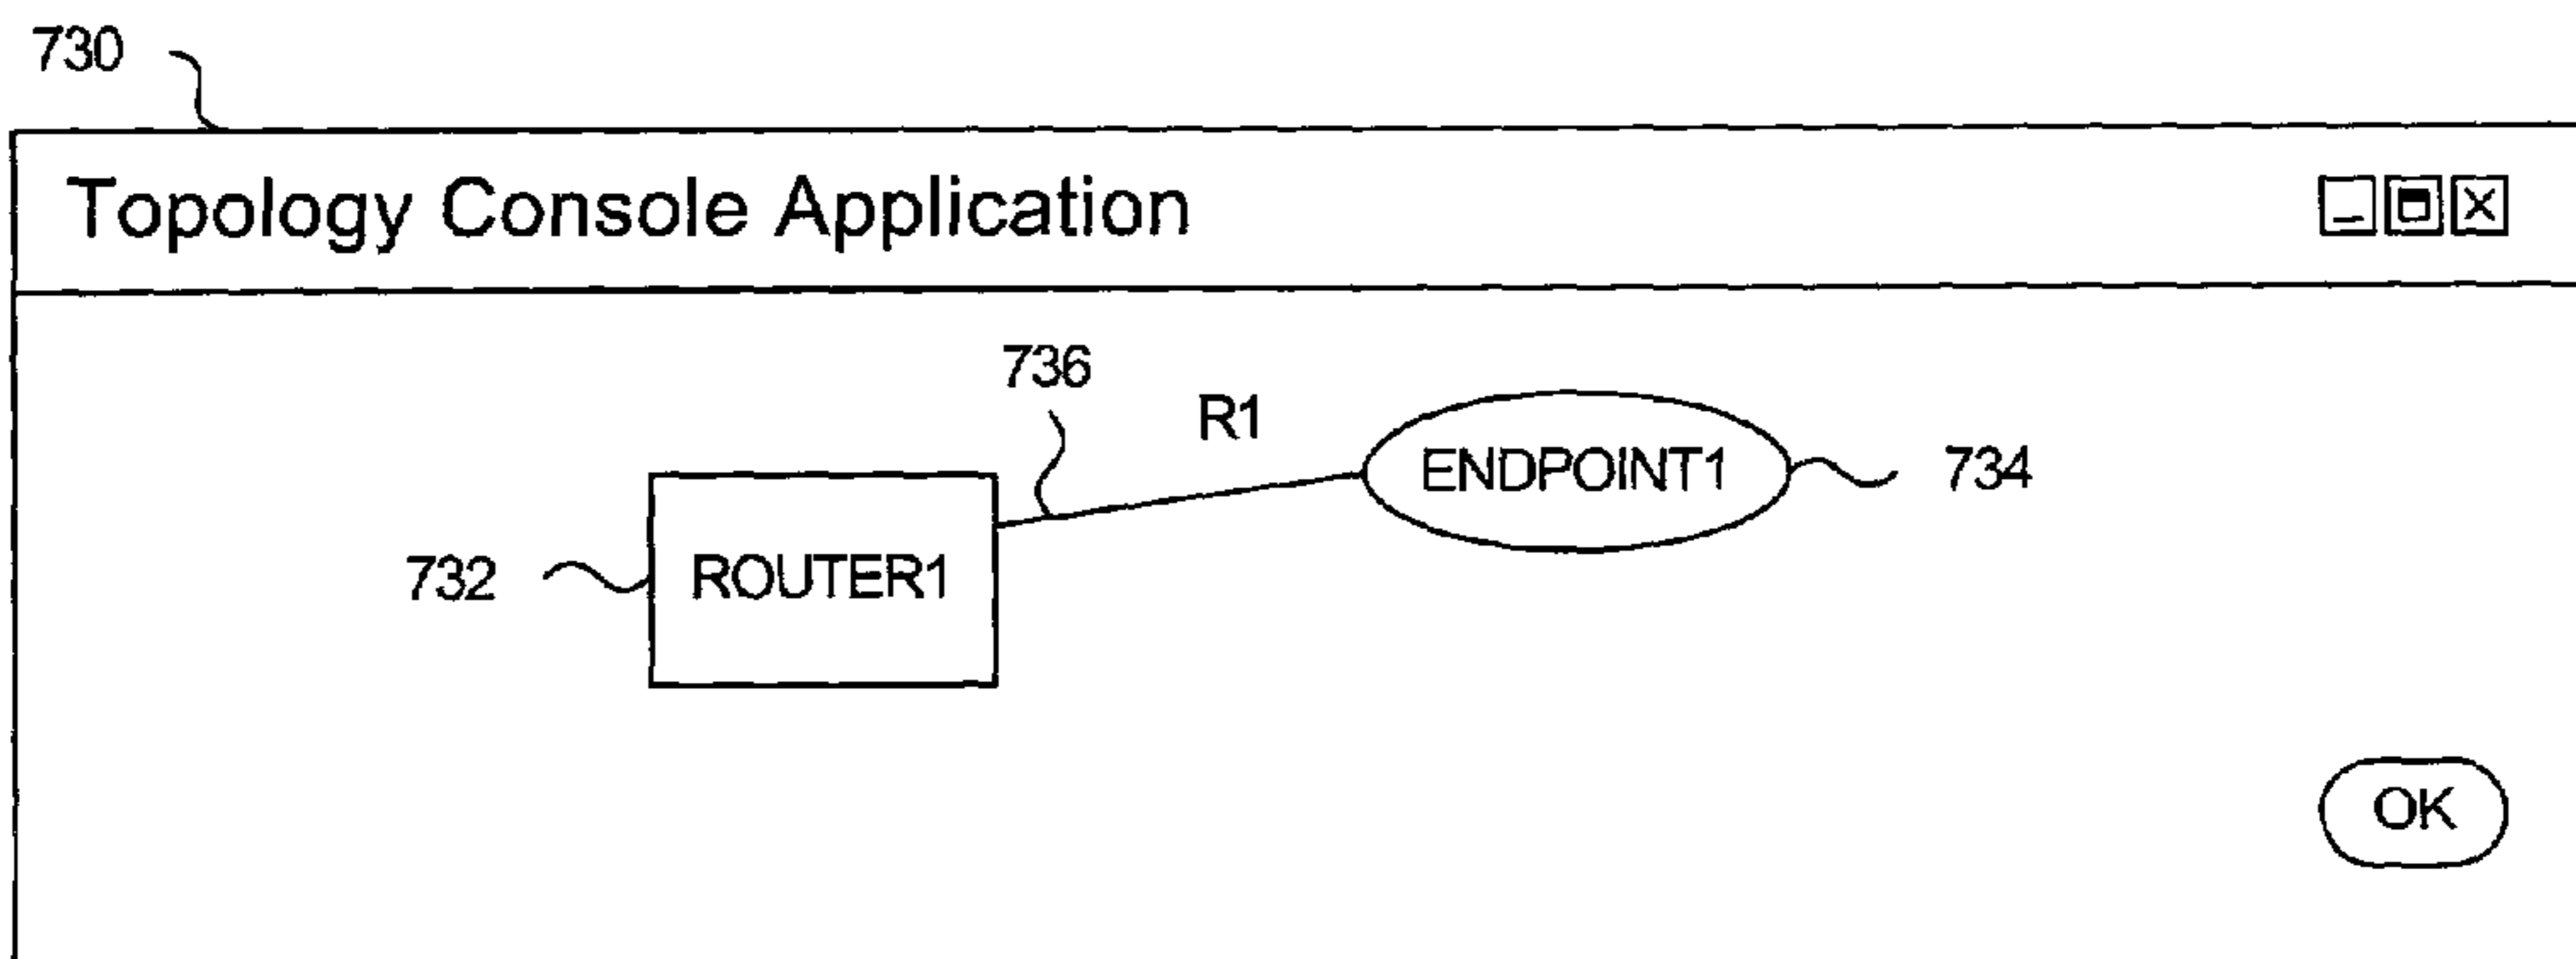 730
Topology Console Application
736
R1
ENDPOINT1
734
732
ROUTER1
OK